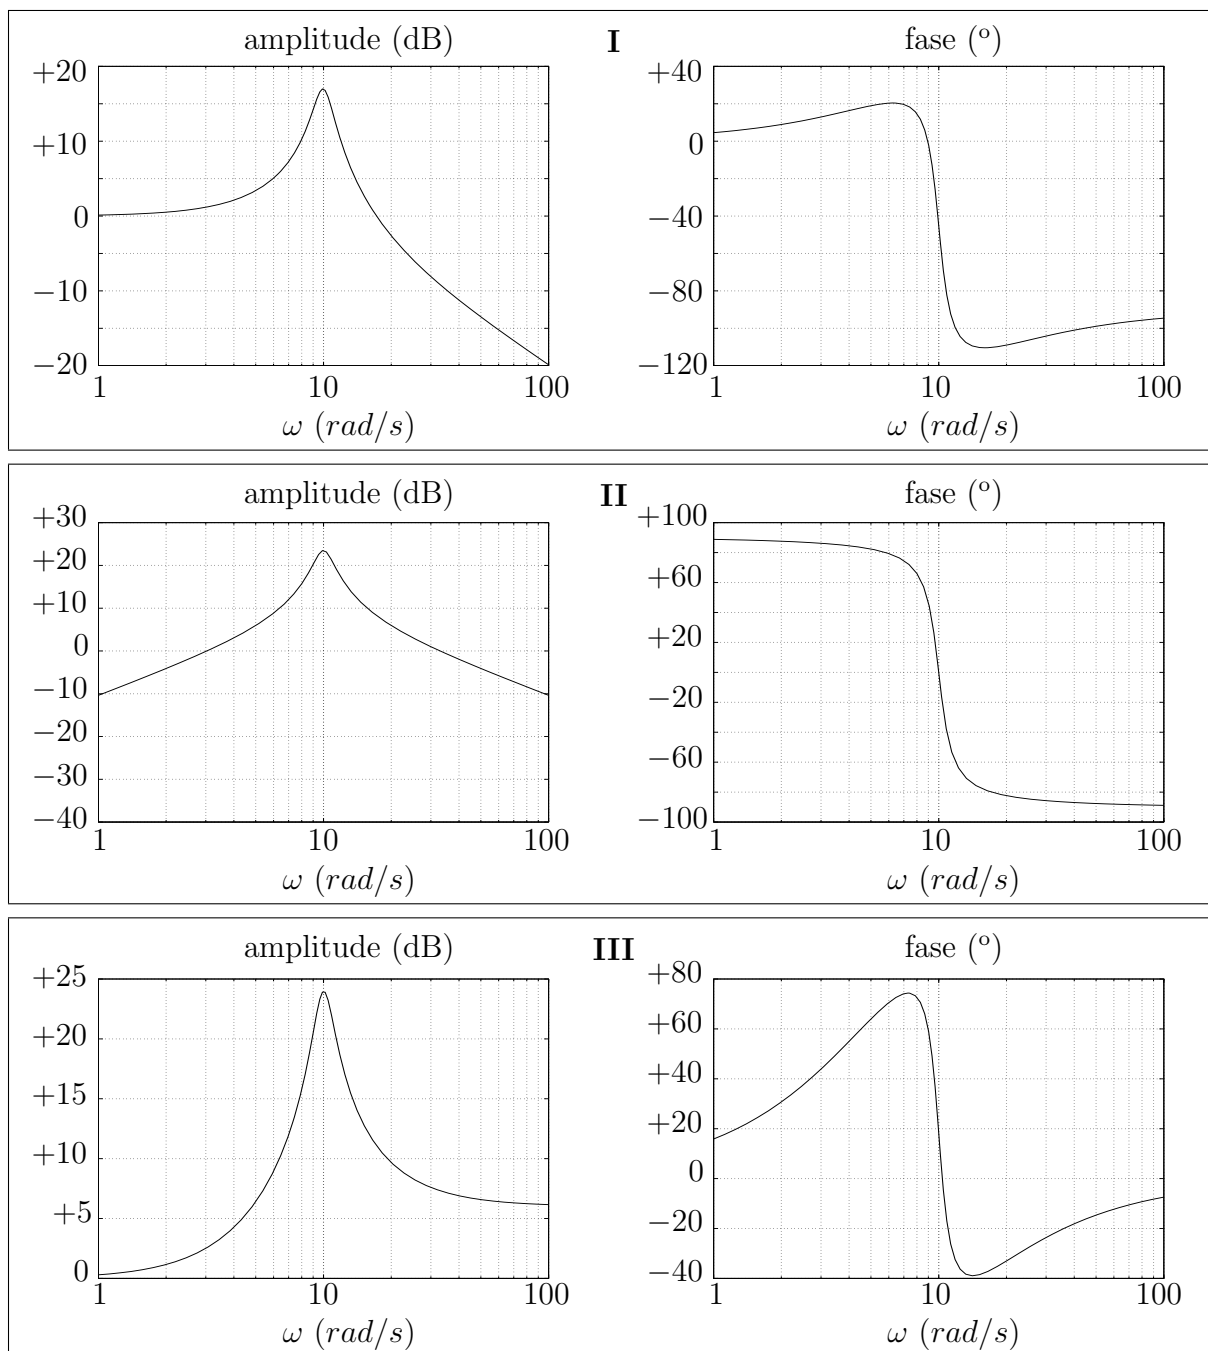 amplitude (dB) I fase (º)
+20
+10
0
−10
−20
1 10 100
ω (rad/s)
+40
0
−40
−80
−120
1 10 100
ω (rad/s)
amplitude (dB) II fase (º)
+30
+20
+10
0
−10
−20
−30
−40
1 10 100
ω (rad/s)
+100
+60
+20
−20
−60
−100
1 10 100
ω (rad/s)
amplitude (dB) III fase (º)
+25
+20
+15
+10
+5
0
1 10 100
ω (rad/s)
+80
+60
+40
+20
0
−20
−40
1 10 100
ω (rad/s)